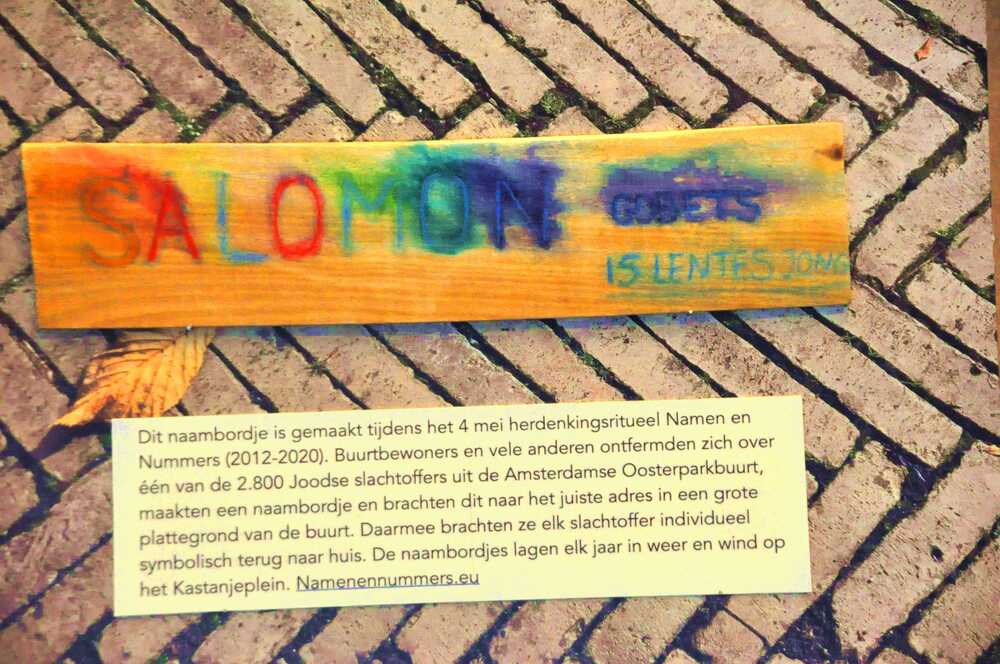 SALOMON GOBETS
15 LENTES JONG
Dit naambordje is gemaakt tijdens het 4 mei herdenkingsritueel Namen en
Nummers (2012-2020). Buurtbewoners en vele anderen ontfermden zich over
één van de 2.800 Joodse slachtoffers uit de Amsterdamse Oosterparkbuurt,
maakten een naambordje en brachten dit naar het juiste adres in een grote
plattegrond van de buurt. Daarmee brachten ze elk slachtoffer individueel
symbolisch terug naar huis. De naambordjes lagen elk jaar in weer en wind op
het Kastanjeplein. Namenennummers.eu